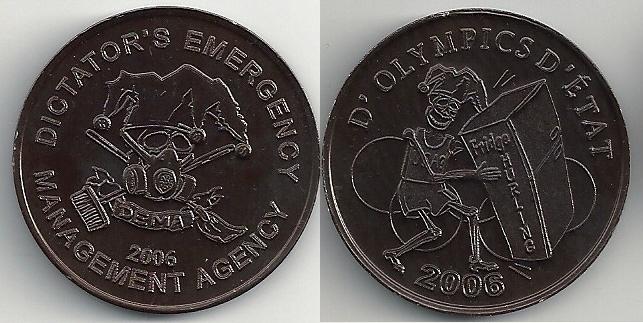 DICTATOR'S EMERGENCY
MANAGEMENT AGENCY
DEMA
2006
D'OLYMPICS D'ÉTAT
Fridge
HURLING
2006